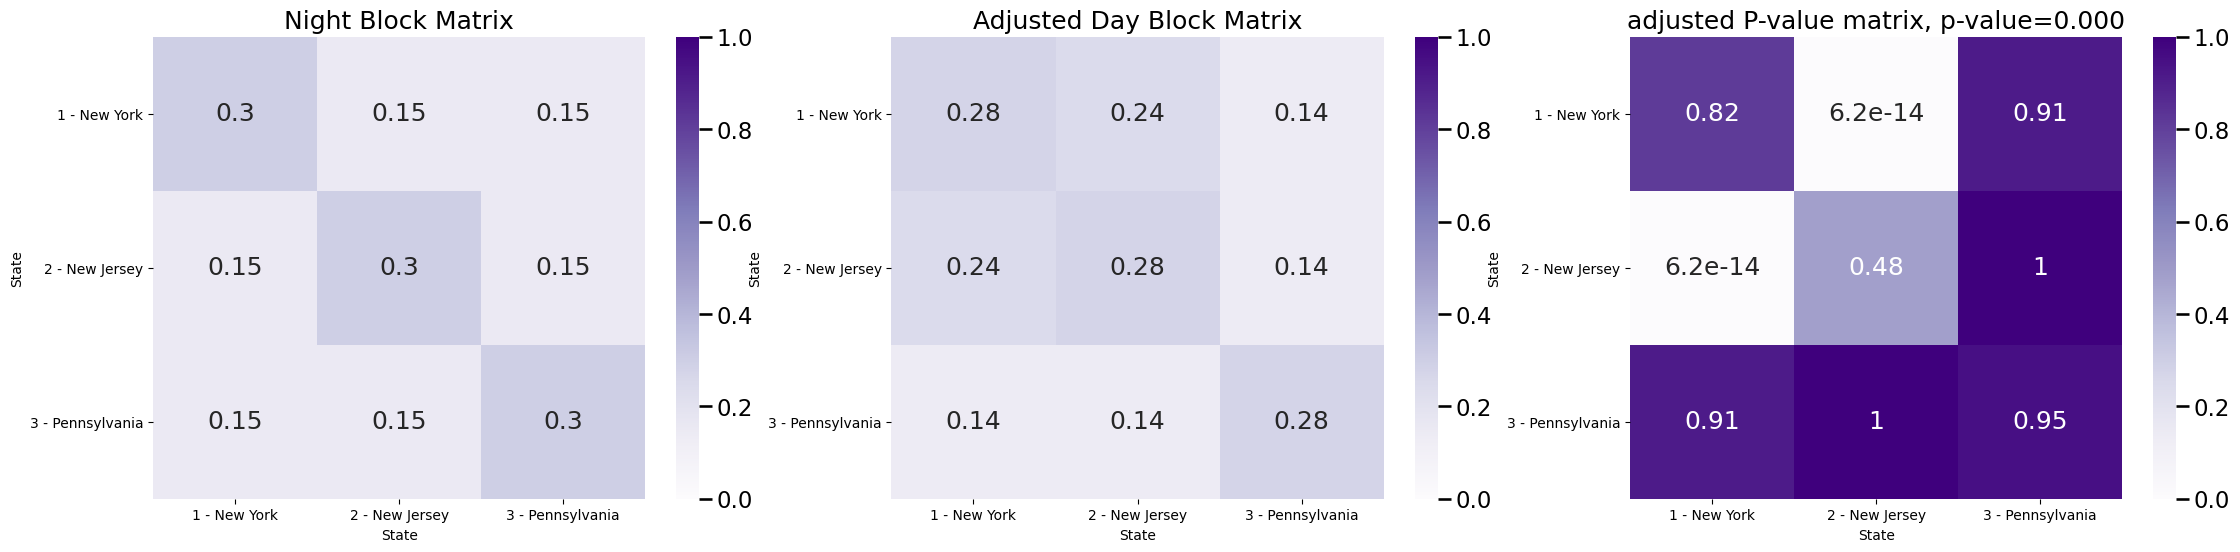 Night Block Matrix
1.0
0.8
0.6
0.4
0.2
0.0
State
1 - New York
2 - New Jersey
3 - Pennsylvania
0.3 0.15 0.15
0.15 0.3 0.15
0.15 0.15 0.3
1 - New York 2 - New Jersey 3 - Pennsylvania
State
Adjusted Day Block Matrix
1.0
0.8
0.6
0.4
0.2
0.0
State
1 - New York
2 - New Jersey
3 - Pennsylvania
0.28 0.24 0.14
0.24 0.28 0.14
0.14 0.14 0.28
1 - New York 2 - New Jersey 3 - Pennsylvania
State
adjusted P-value matrix, p-value=0.000
1.0
0.8
0.6
0.4
0.2
0.0
State
1 - New York
2 - New Jersey
3 - Pennsylvania
0.82 6.2e-14 0.91
6.2e-14 0.48 1
0.91 1 0.95
1 - New York 2 - New Jersey 3 - Pennsylvania
State